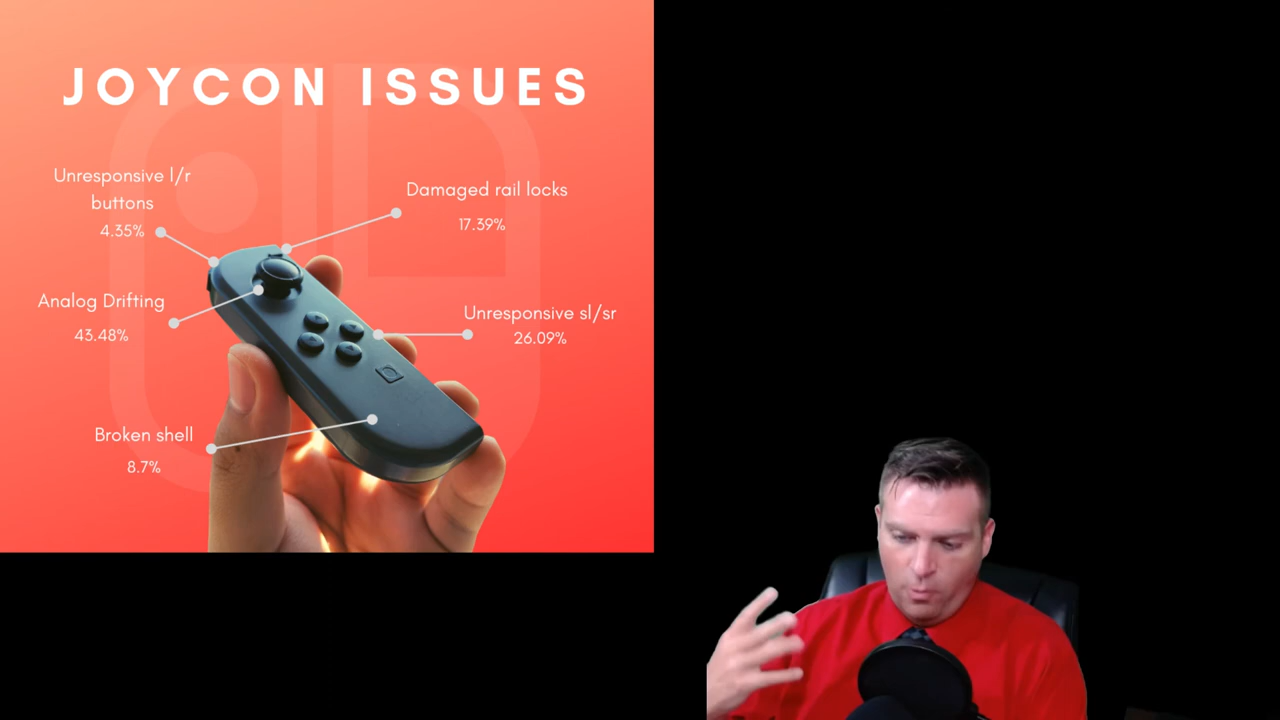 JOYCON ISSUES
Unresponsive l/r
buttons
4.35%
Damaged rail locks
17.39%
Analog Drifting
43.48%
Unresponsive sl/sr
26.09%
Broken shell
8.7%